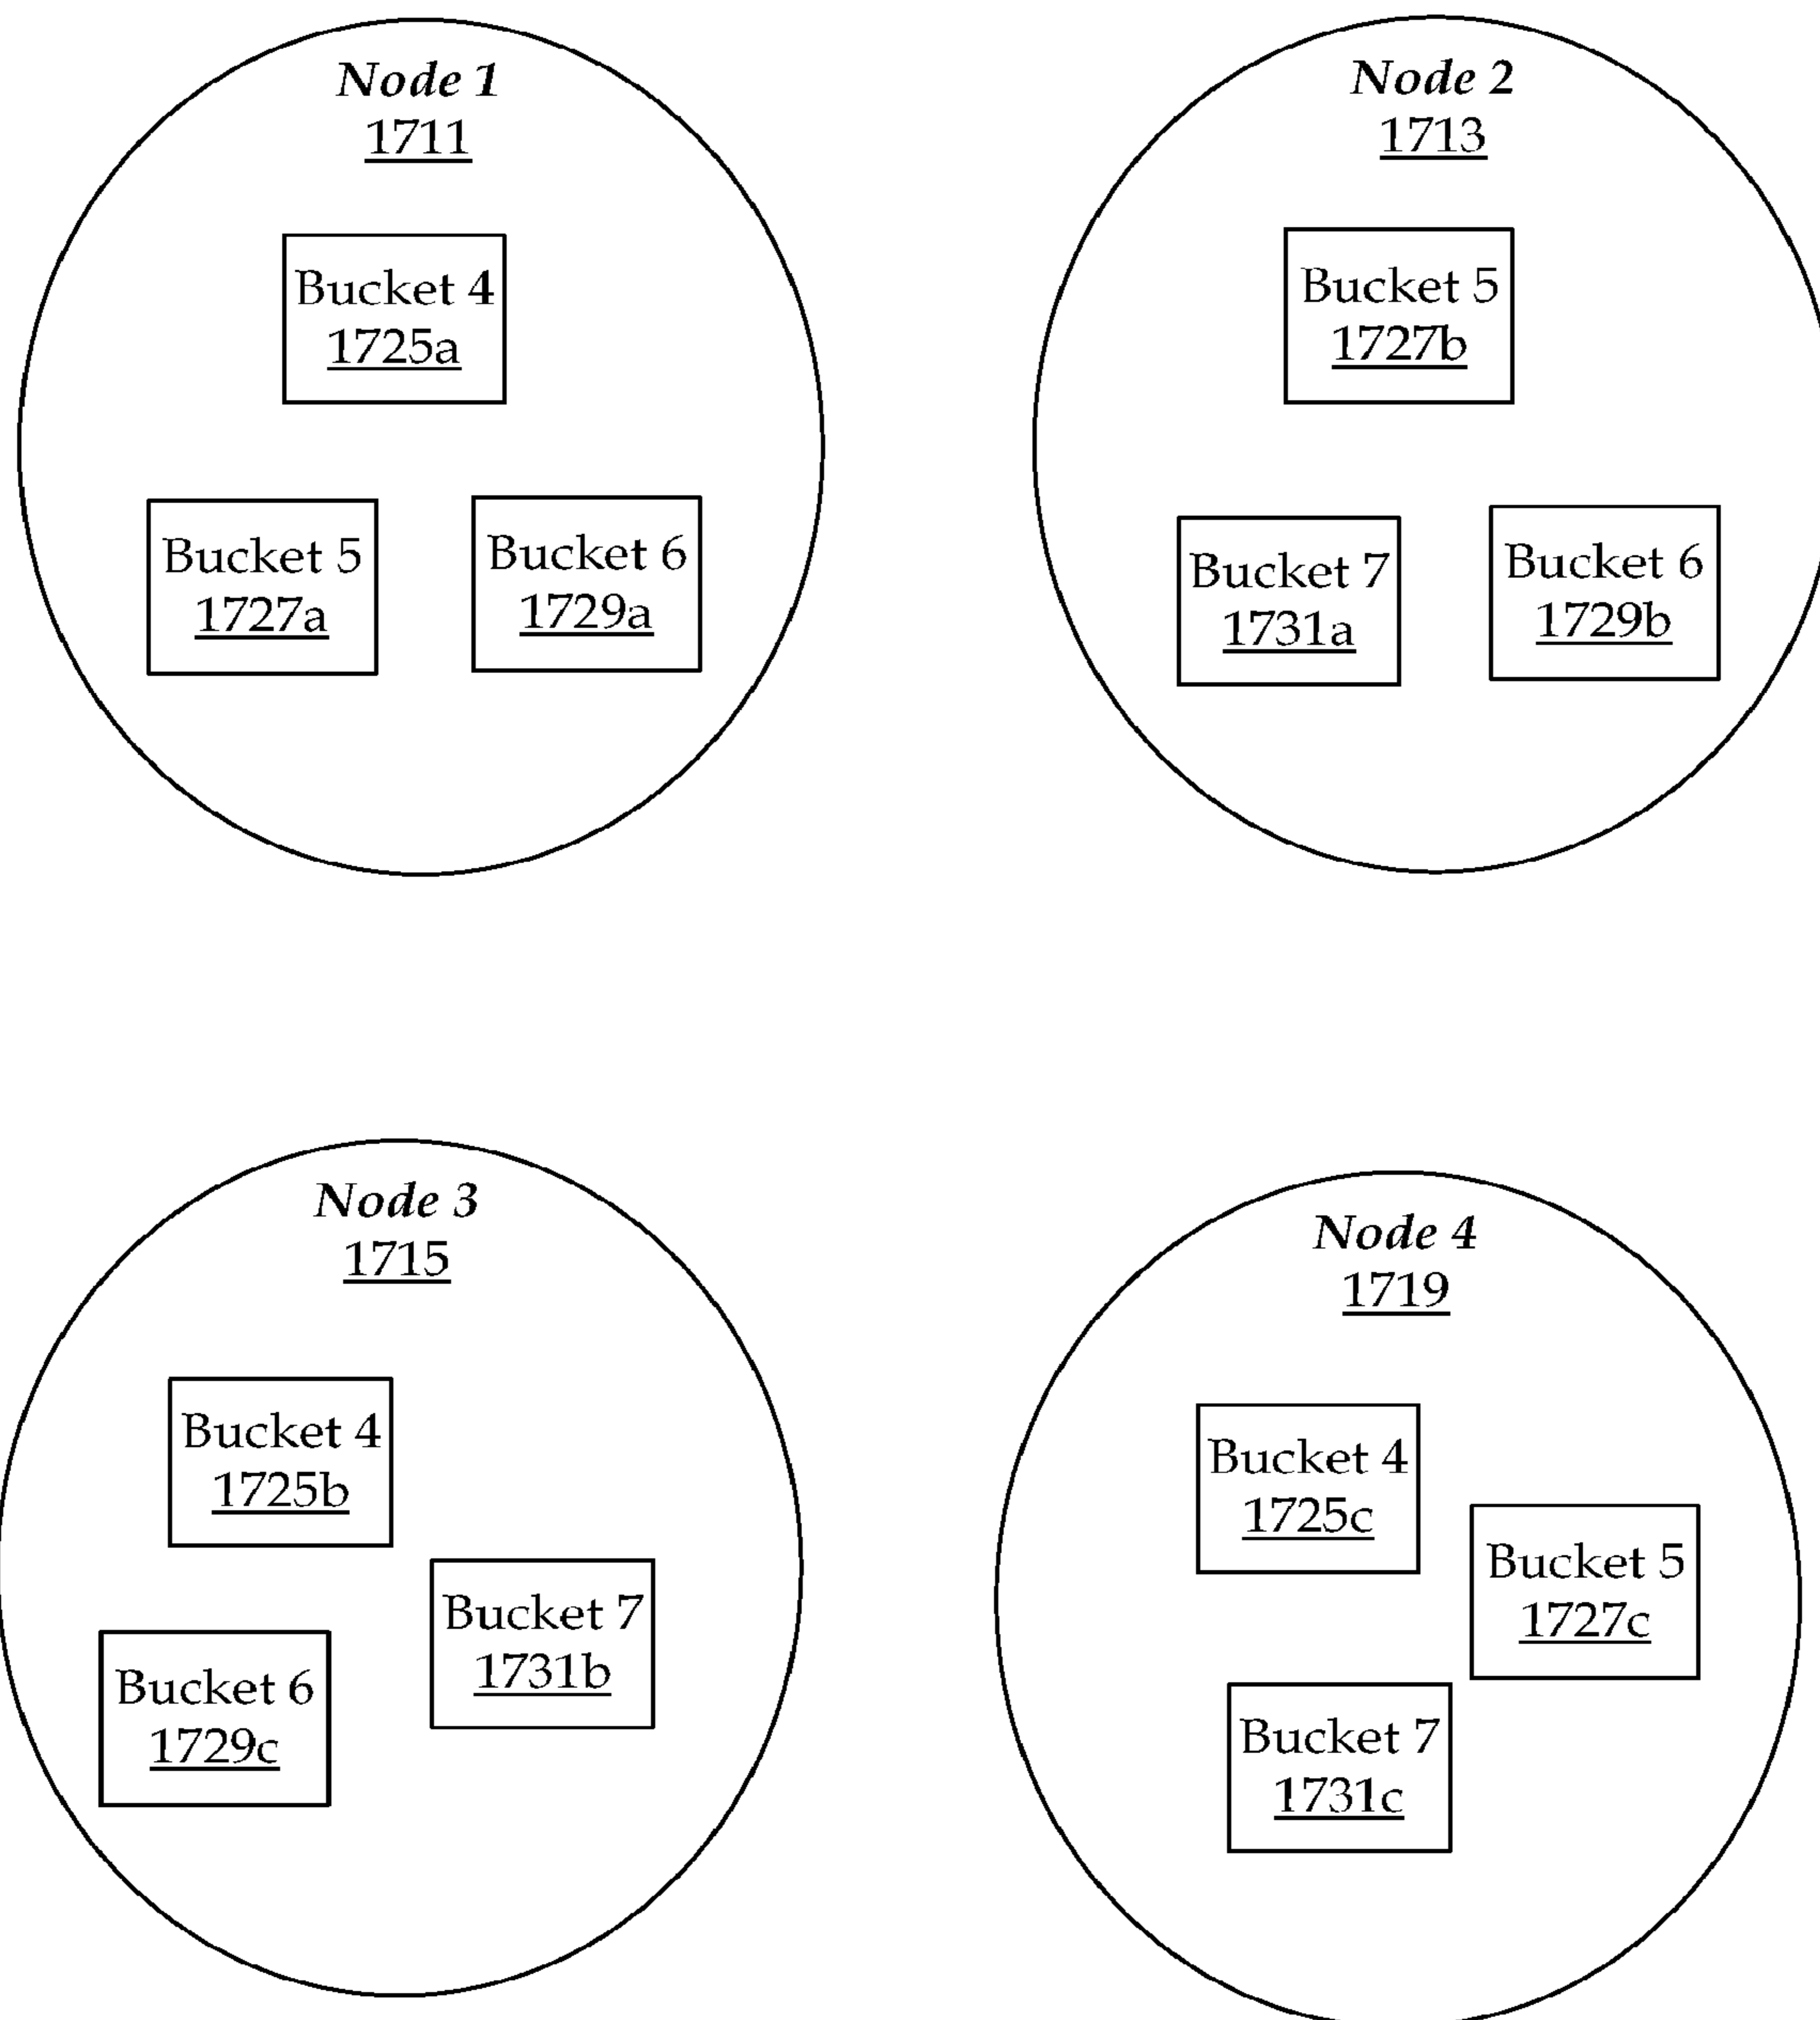 Node 1
1711
Bucket 4
1725a
Bucket 5
1727a
Bucket 6
1729a
Node 2
1713
Bucket 5
1727b
Bucket 7
1731a
Bucket 6
1729b
Node 3
1715
Bucket 4
1725b
Bucket 7
1731b
Bucket 6
1729c
Node 4
1719
Bucket 4
1725c
Bucket 5
1727c
Bucket 7
1731c